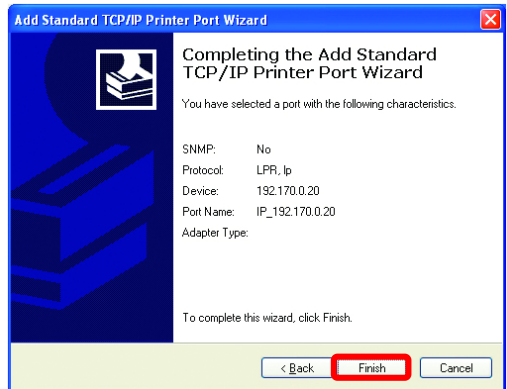 Add Standard TCP/IP Printer Port Wizard
Completing the Add Standard
TCP/IP Printer Port Wizard
You have selected a port with the following characteristics.
SNMP: No
Protocol: LPR, lp
Device: 192.170.0.20
Port Name: IP_192.170.0.20
Adapter Type:
To complete this wizard, click Finish.
< Back Finish Cancel